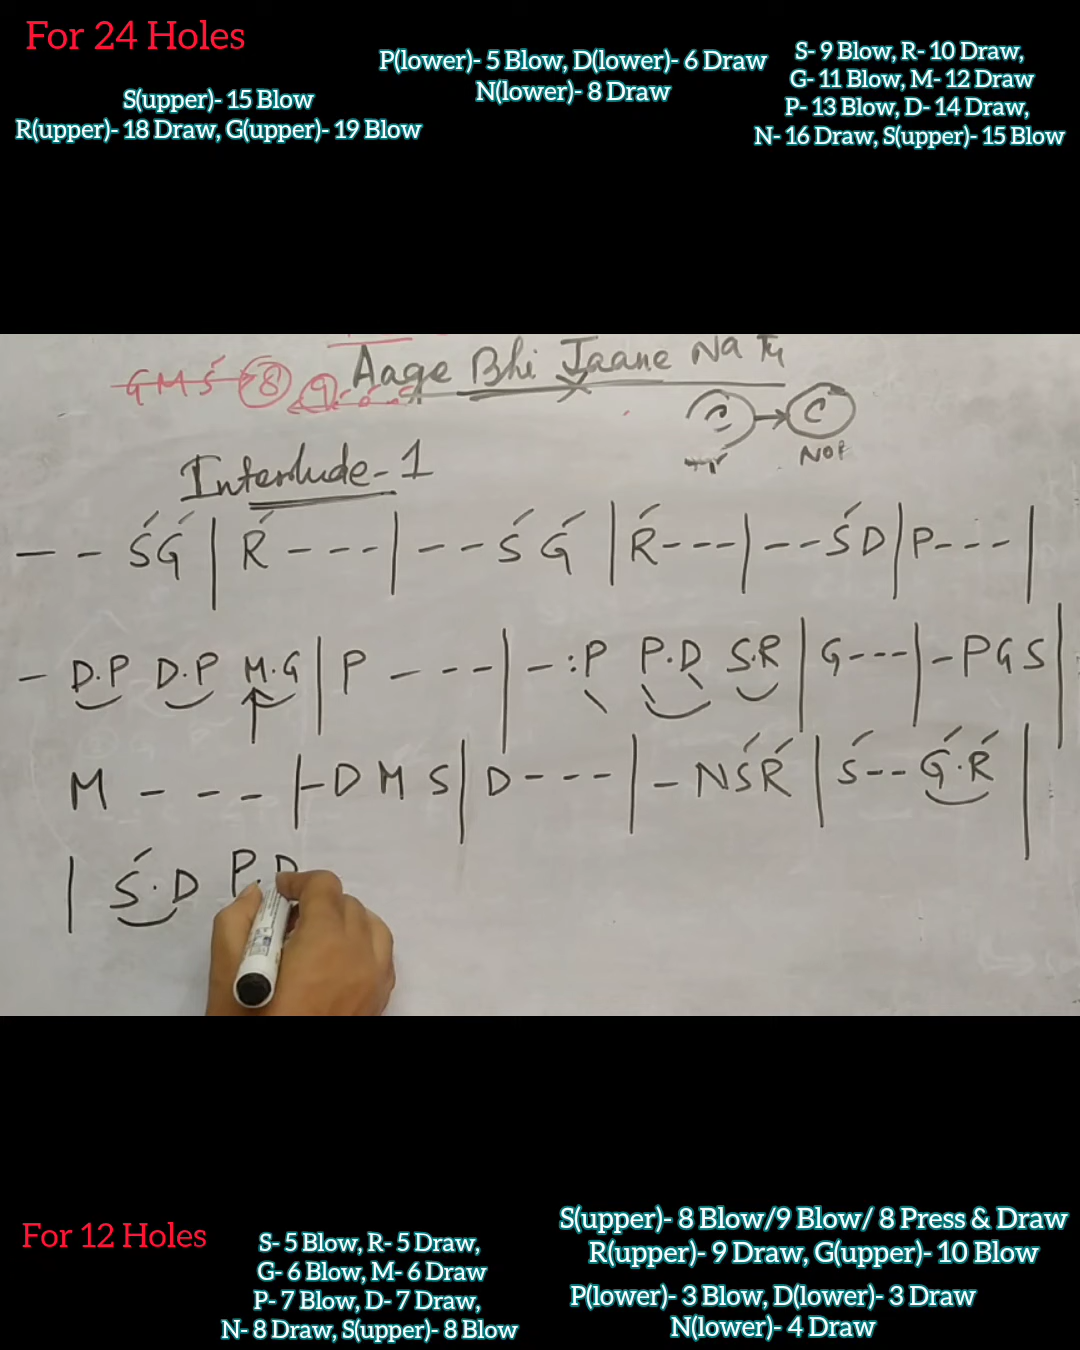 For 24 Holes
S(upper)- 15 Blow
R(upper)- 18 Draw, G(upper)- 19 Blow
P(lower)- 5 Blow, D(lower)- 6 Draw
N(lower)- 8 Draw
S- 9 Blow, R- 10 Draw,
G- 11 Blow, M- 12 Draw
P- 13 Blow, D- 14 Draw,
N- 16 Draw, S(upper)- 15 Blow
Aage Bhi Jaane Na Tu
G M Ś 8 9
C
Interlude-1
- - ŚǴ | Ŕ - - - | - - Ś Ǵ | Ŕ - - - | - - Ś D | P - - - |
- D.P D.P M.G | P - - - | - :P P.D S.R | G - - - | - P G S |
M - - - | - D M S | D - - - | - N Ś Ŕ | Ś - - Ǵ.Ŕ |
| Ś.D P.D
For 12 Holes
S- 5 Blow, R- 5 Draw,
G- 6 Blow, M- 6 Draw
P- 7 Blow, D- 7 Draw,
N- 8 Draw, S(upper)- 8 Blow
S(upper)- 8 Blow/9 Blow/ 8 Press & Draw
R(upper)- 9 Draw, G(upper)- 10 Blow
P(lower)- 3 Blow, D(lower)- 3 Draw
N(lower)- 4 Draw